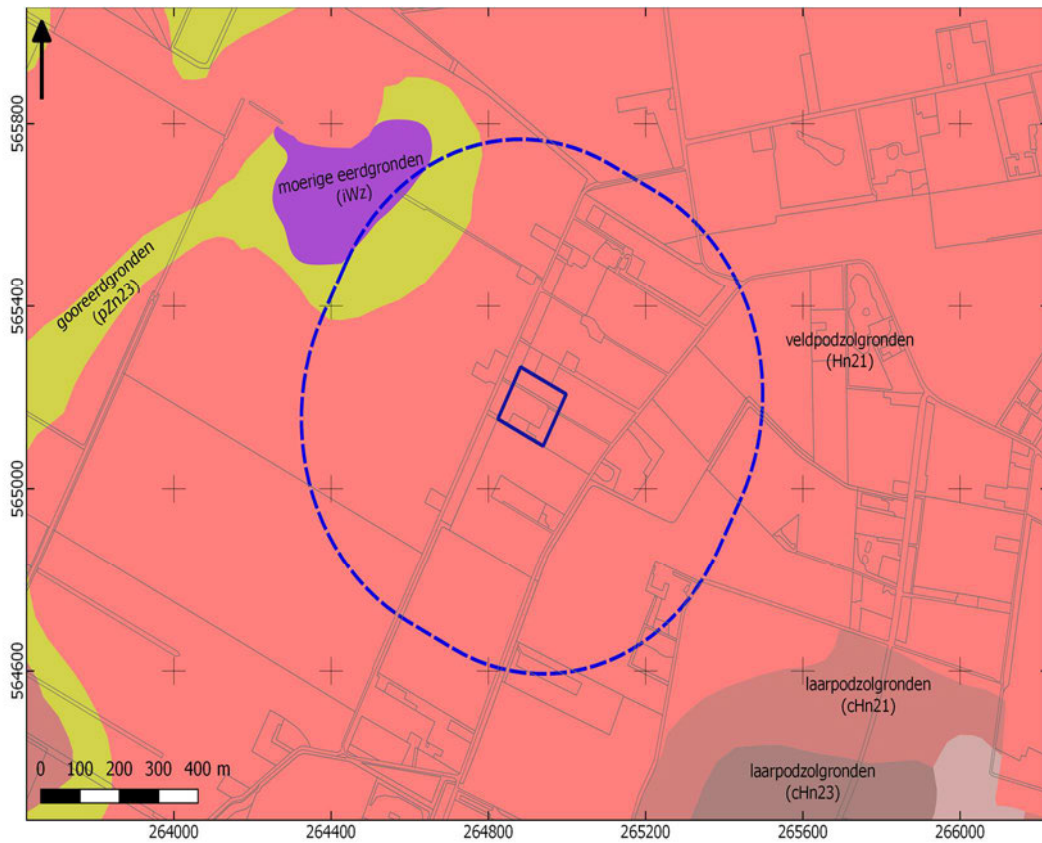 565800
moerige eerdgronden
(iWz)
gooreerdgronden
(pZn23)
565400
veldpodzolgronden
(Hn21)
565000
564600
laarpodzolgronden
(cHn21)
laarpodzolgronden
(cHn23)
0 100 200 300 400 m
264000 264400 264800 265200 265600 266000